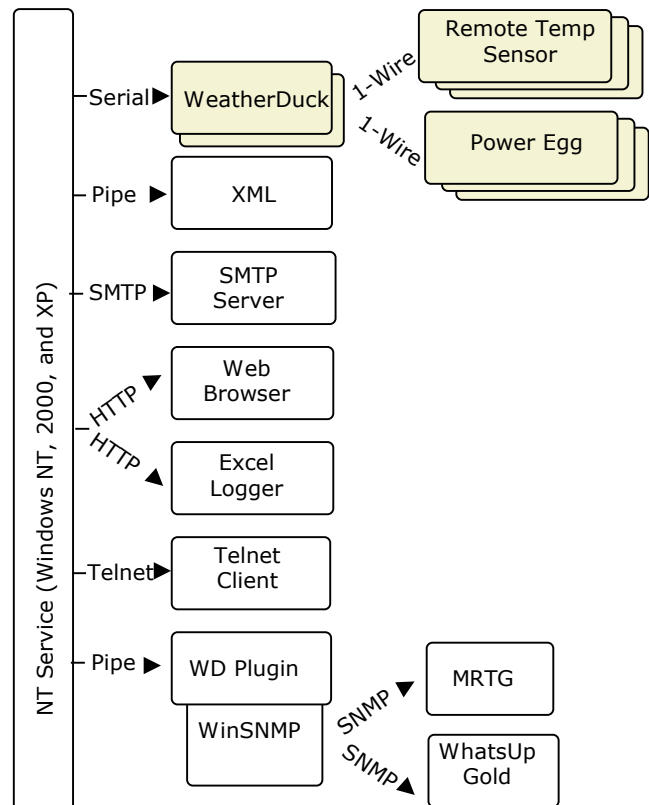 NT Service (Windows NT, 2000, and XP)
Serial
WeatherDuck
1-Wire
Remote Temp
Sensor
1-Wire
Power Egg
Pipe
XML
SMTP
SMTP
Server
HTTP
Web
Browser
HTTP
Excel
Logger
Telnet
Telnet
Client
Pipe
WD Plugin
WinSNMP
SNMP
MRTG
SNMP
WhatsUp
Gold